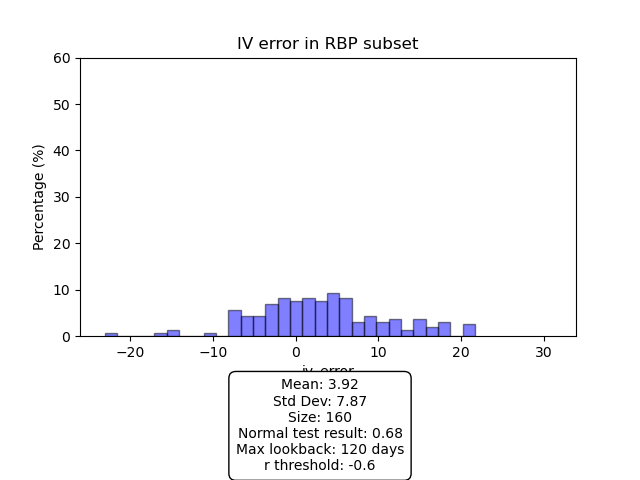 IV error in RBP subset
60
50
40
30
20
10
0
Percentage (%)
−20
−10
0
10
20
30
iv_error
Mean: 3.92
Std Dev: 7.87
Size: 160
Normal test result: 0.68
Max lookback: 120 days
r threshold: -0.6